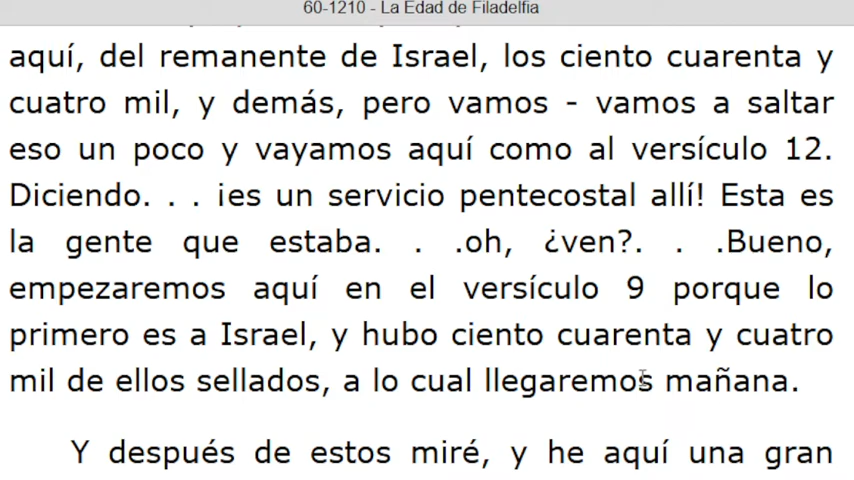 60-1210 - La Edad de Filadelfia
aquí, del remanente de Israel, los ciento cuarenta y
cuatro mil, y demás, pero vamos - vamos a saltar
eso un poco y vayamos aquí como al versículo 12.
Diciendo. . . ¡es un servicio pentecostal allí! Esta es
la gente que estaba. . .oh, ¿ven?. . .Bueno,
empezaremos aquí en el versículo 9 porque lo
primero es a Israel, y hubo ciento cuarenta y cuatro
mil de ellos sellados, a lo cual llegaremos mañana.
Y después de estos miré, y he aquí una gran